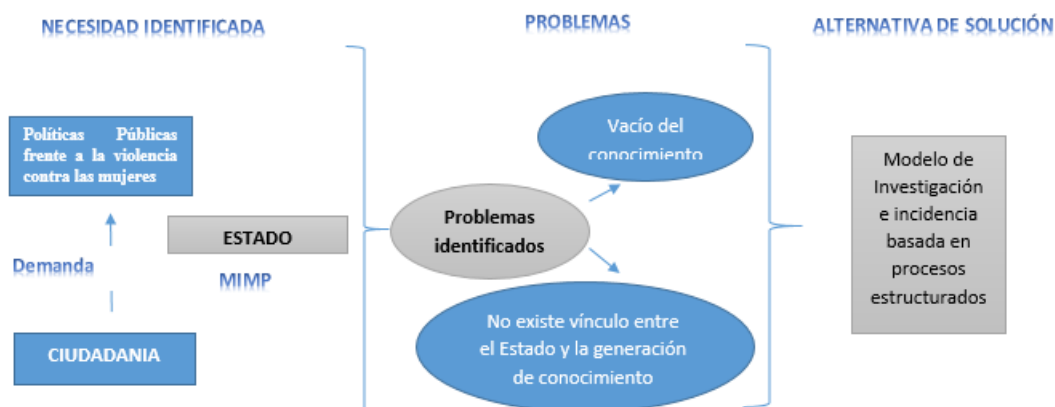 NECESIDAD IDENTIFICADA
PROBLEMAS
ALTERNATIVA DE SOLUCIÓN
Políticas Públicas
frente a la violencia
contra las mujeres
Demanda
CIUDADANIA
ESTADO
MIMP
Problemas
identificados
Vacío del
conocimiento
No existe vínculo entre
el Estado y la generación
de conocimiento
Modelo de
Investigación
e incidencia
basada en
procesos
estructurados